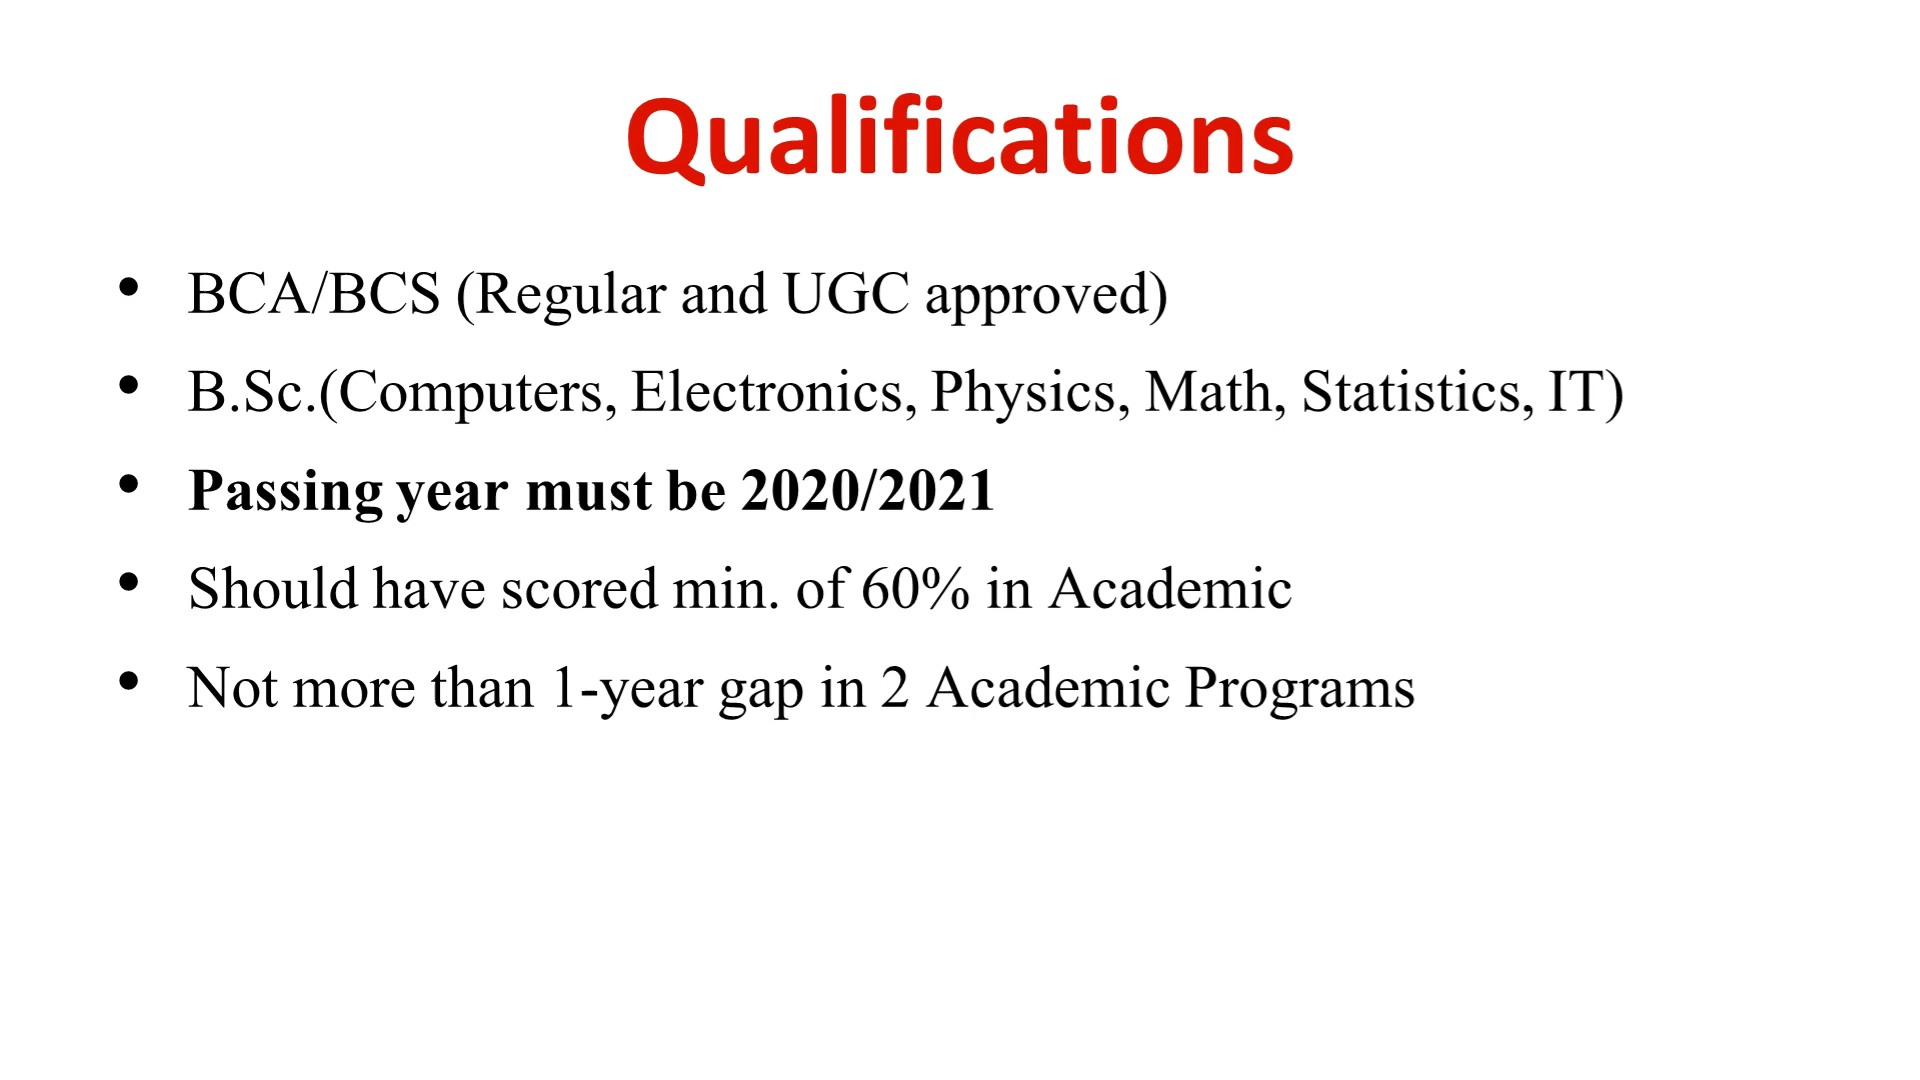 Qualifications
• BCA/BCS (Regular and UGC approved)
• B.Sc.(Computers, Electronics, Physics, Math, Statistics, IT)
• Passing year must be 2020/2021
• Should have scored min. of 60% in Academic
• Not more than 1-year gap in 2 Academic Programs